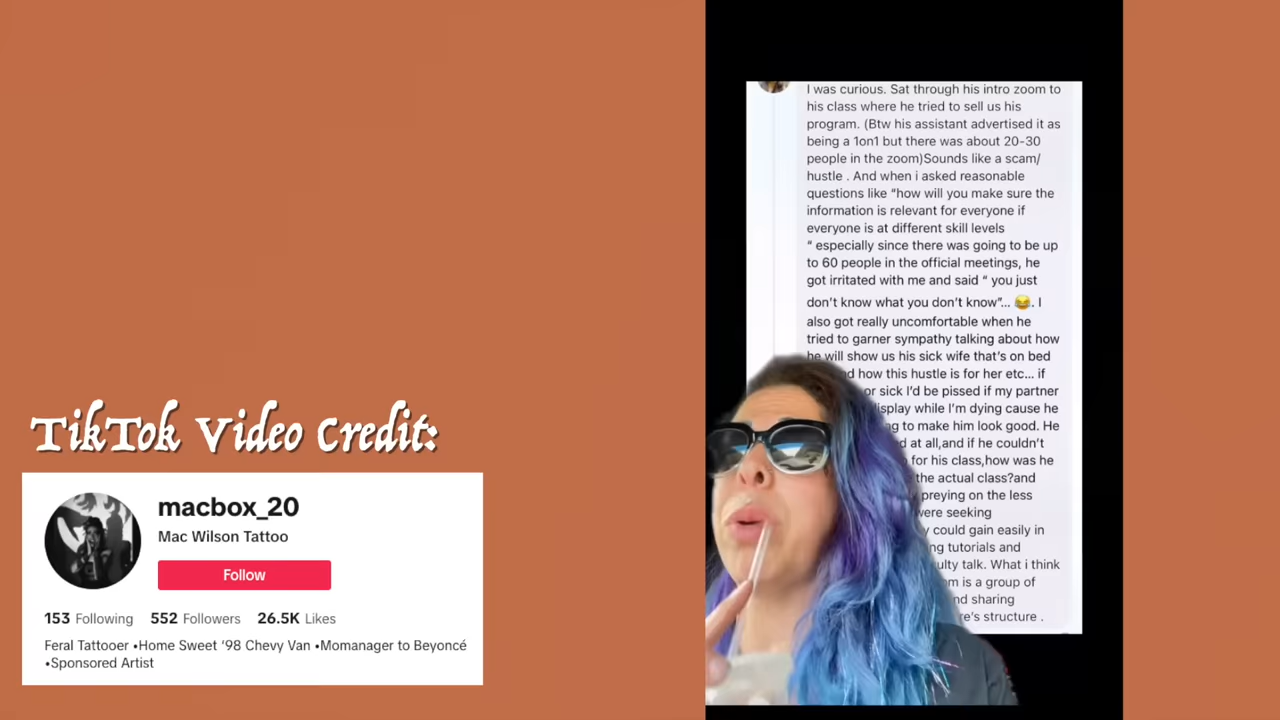 TikTok Video Credit:
macbox_20
Mac Wilson Tattoo
Follow
153 Following 552 Followers 26.5K Likes
Feral Tattooer •Home Sweet ‘98 Chevy Van •Momanager to Beyoncé
•Sponsored Artist
I was curious. Sat through his intro zoom to
his class where he tried to sell us his
program. (Btw his assistant advertised it as
being a 1on1 but there was about 20-30
people in the zoom)Sounds like a scam/
hustle . And when i asked reasonable
questions like “how will you make sure the
information is relevant for everyone if
everyone is at different skill levels
“ especially since there was going to be up
to 60 people in the official meetings, he
got irritated with me and said “ you just
don’t know what you don’t know”... 😂. I
also got really uncomfortable when he
tried to garner sympathy talking about how
he will show us his sick wife that’s on bed
how this hustle is for her etc... if
or sick I’d be pissed if my partner
display while I’m dying cause he
to make him look good. He
at all,and if he couldn’t
for his class,how was he
the actual class?and
preying on the less
were seeking
could gain easily in
tutorials and
talk. What i think
is a group of
sharing
structure .